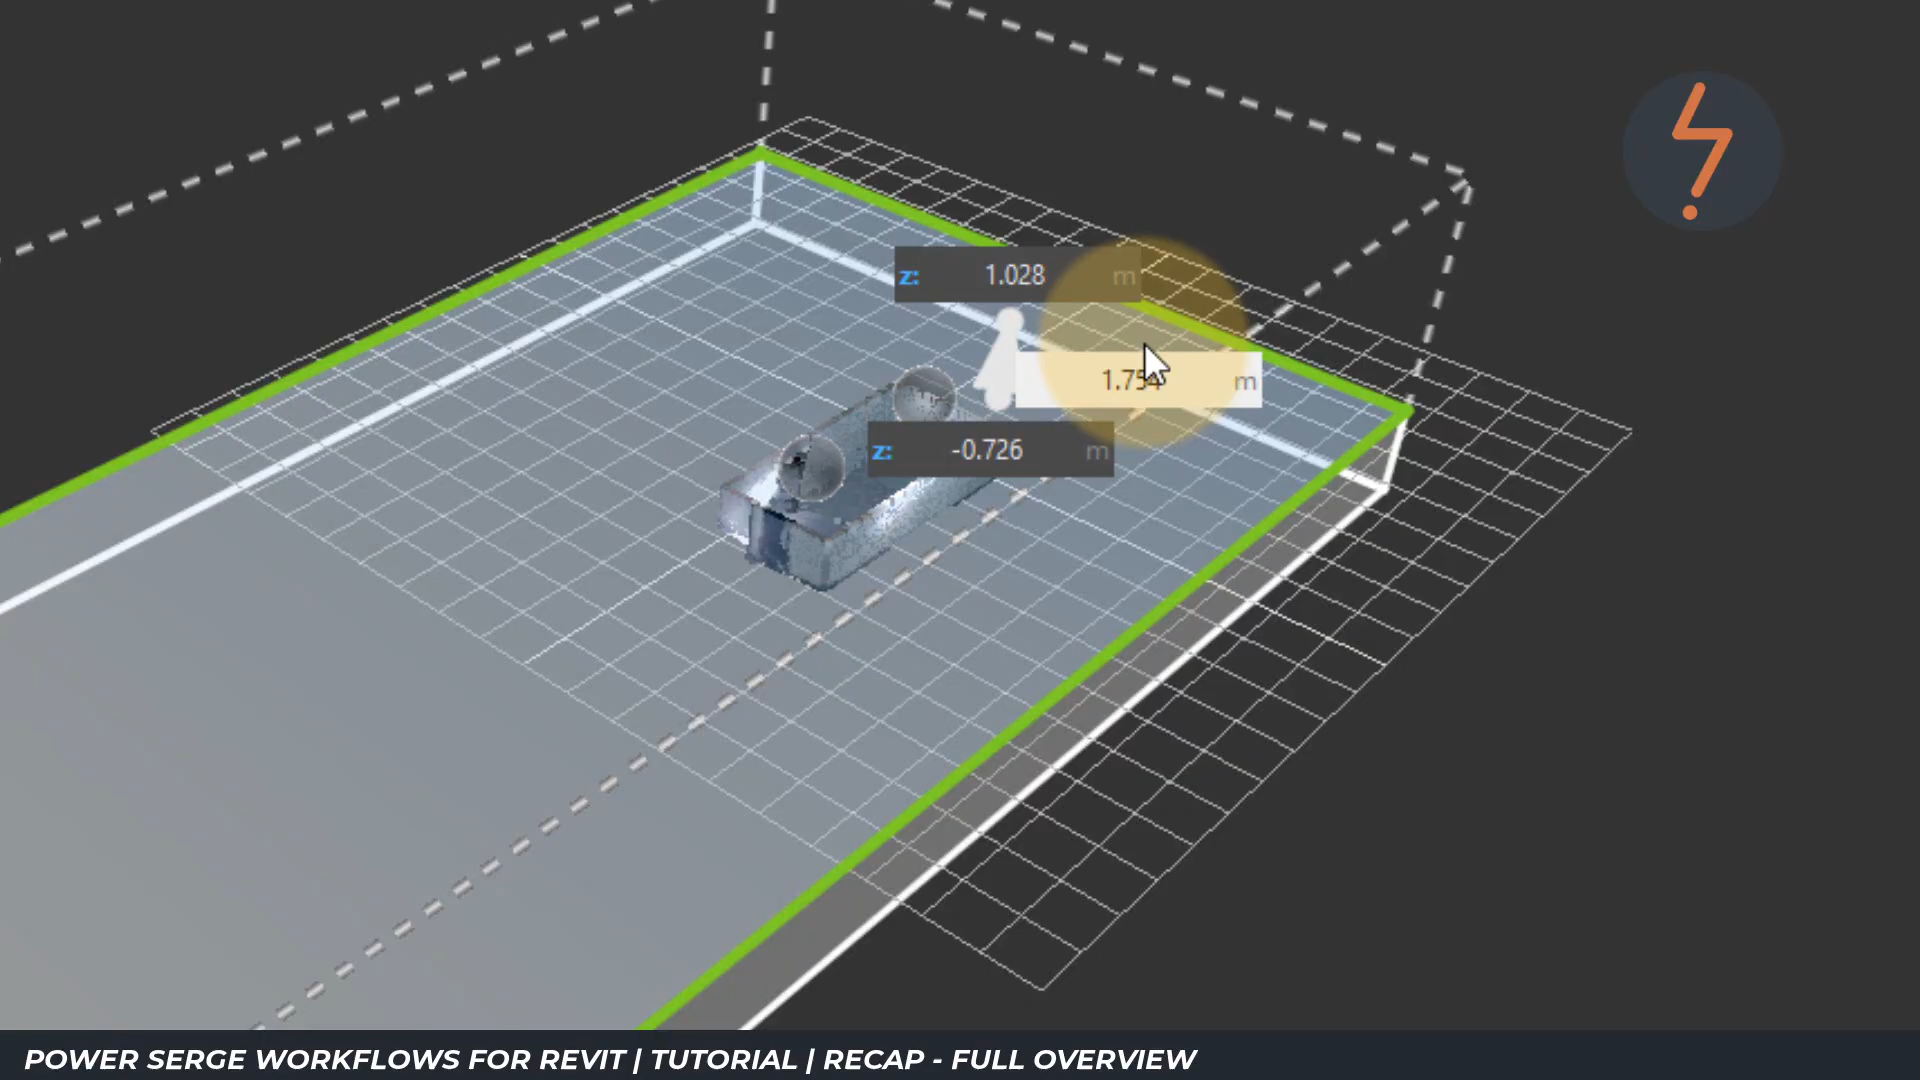 z: 1.028 m
1.754 m
z: -0.726 m
POWER SERGE WORKFLOWS FOR REVIT | TUTORIAL | RECAP - FULL OVERVIEW